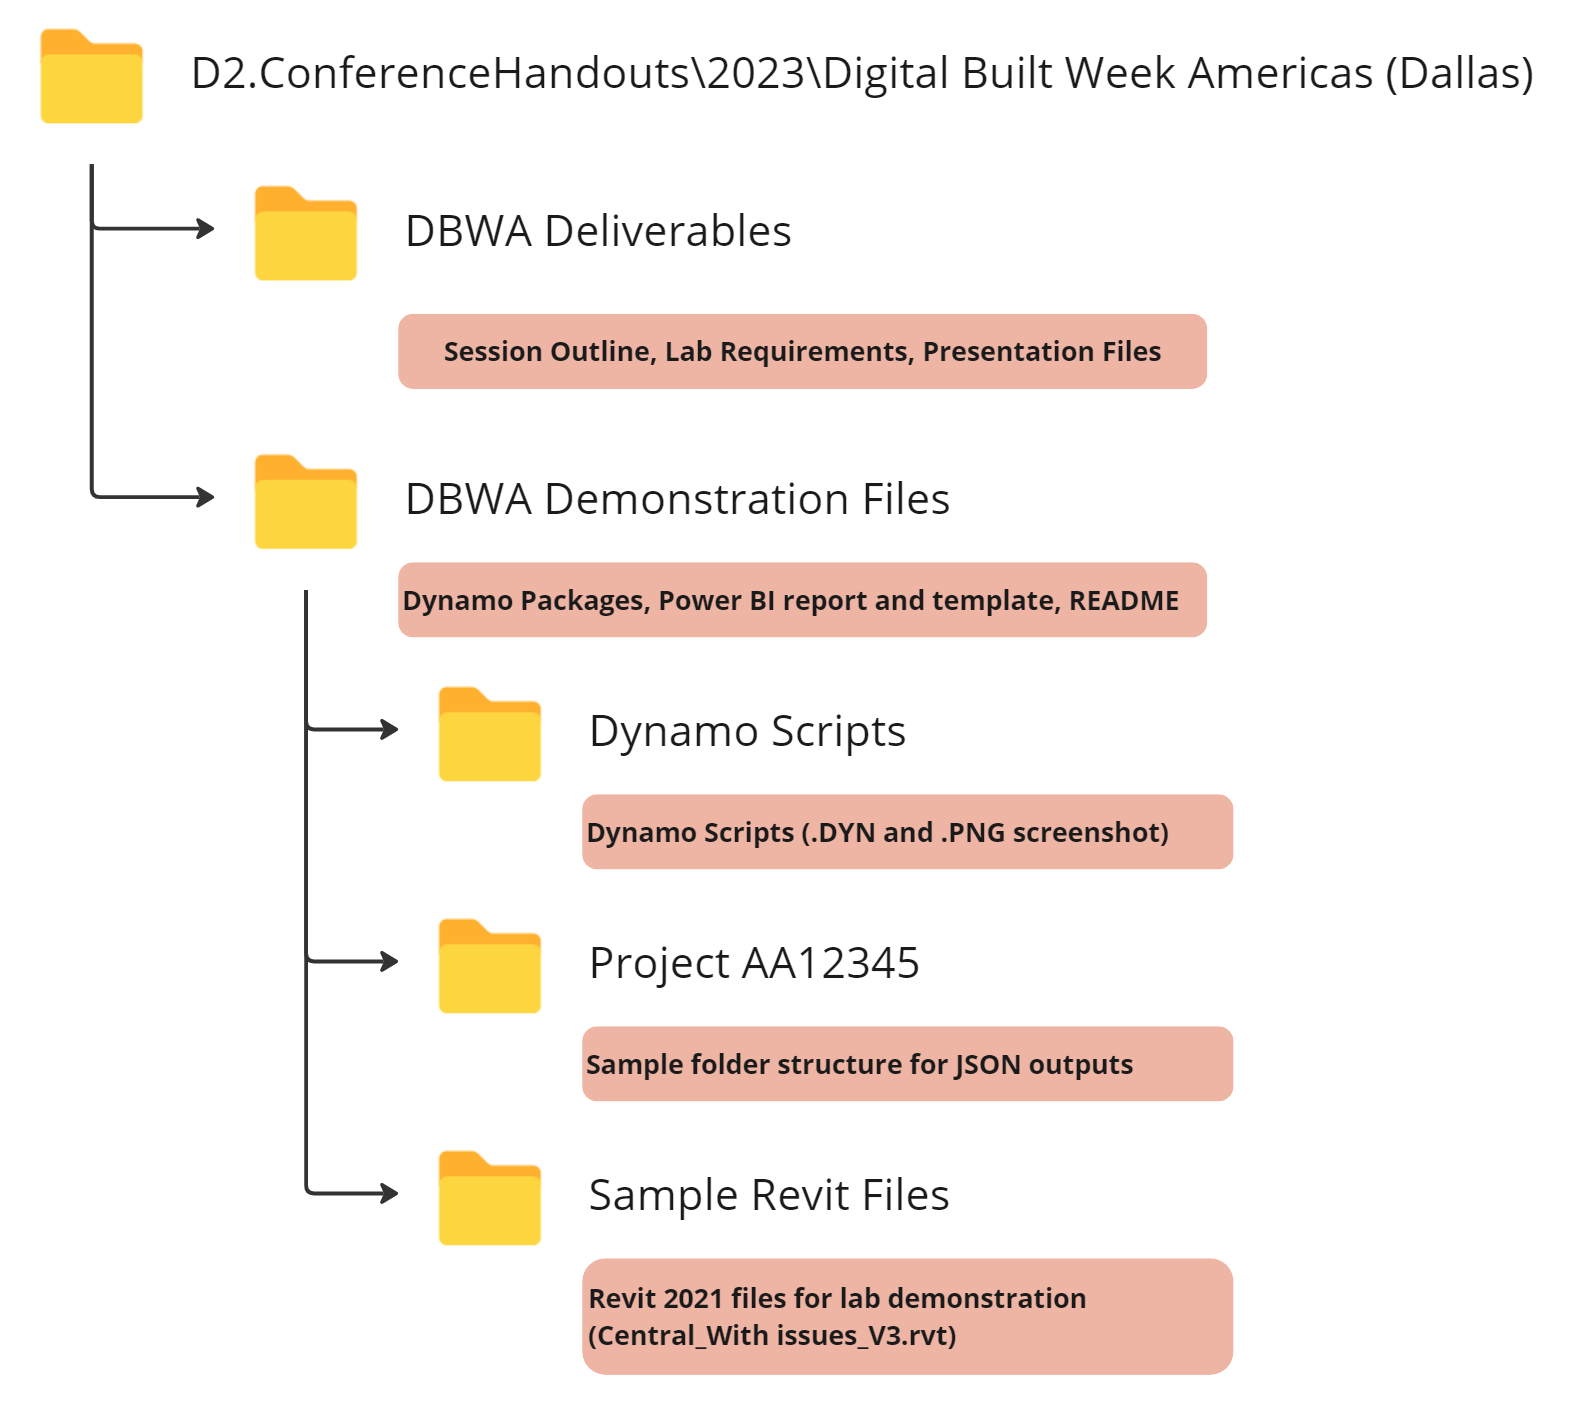 D2.ConferenceHandouts\2023\Digital Built Week Americas (Dallas)
DBWA Deliverables
Session Outline, Lab Requirements, Presentation Files
DBWA Demonstration Files
Dynamo Packages, Power BI report and template, README
Dynamo Scripts
Dynamo Scripts (.DYN and .PNG screenshot)
Project AA12345
Sample folder structure for JSON outputs
Sample Revit Files
Revit 2021 files for lab demonstration
(Central_With issues_V3.rvt)